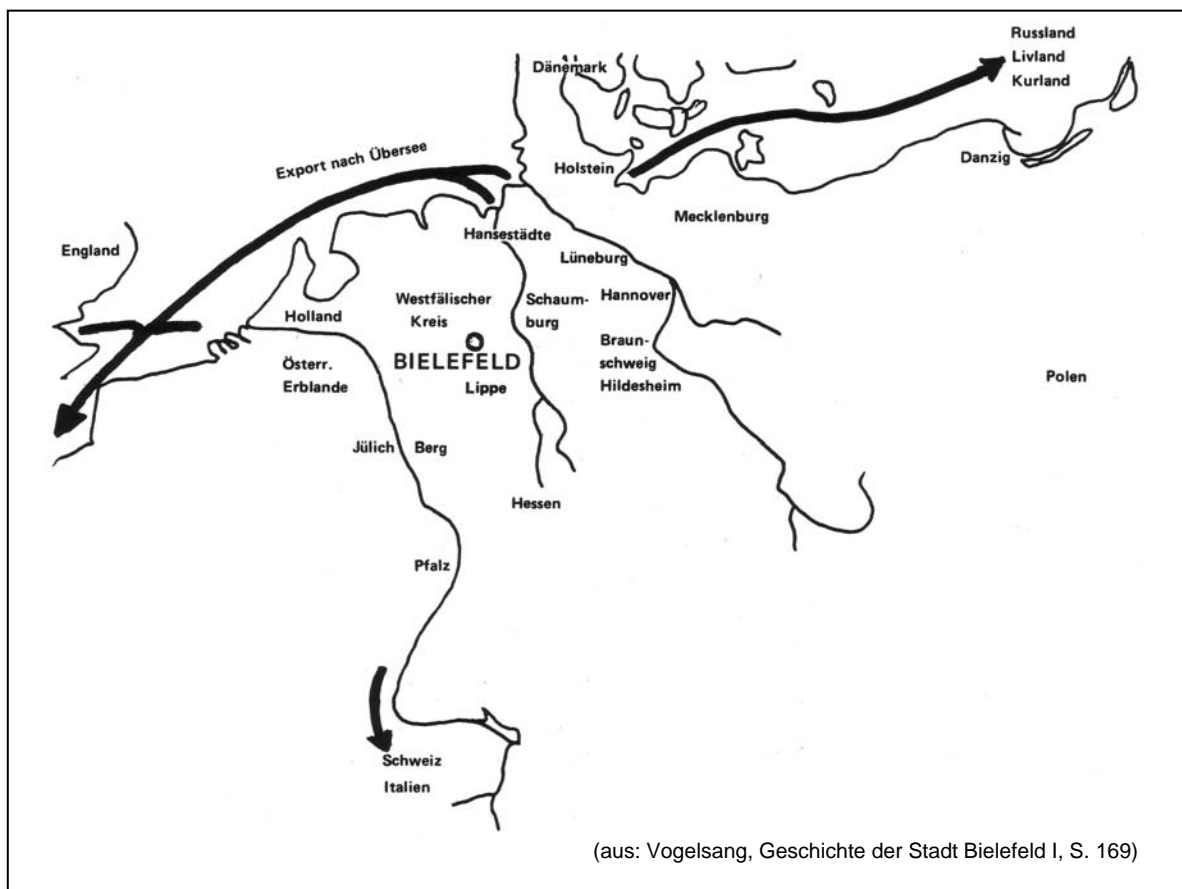 Russland
Livland
Kurland
Dänemark
Export nach Übersee
Holstein
Danzig
Mecklenburg
England
Hansestädte
Lüneburg
Westfälischer
Kreis
Schaum-
burg
Hannover
Holland
BIELEFELD
Lippe
Braun-
schweig
Hildesheim
Österr.
Erblande
Polen
Jülich
Berg
Hessen
Pfalz
Schweiz
Italien
(aus: Vogelsang, Geschichte der Stadt Bielefeld I, S. 169)